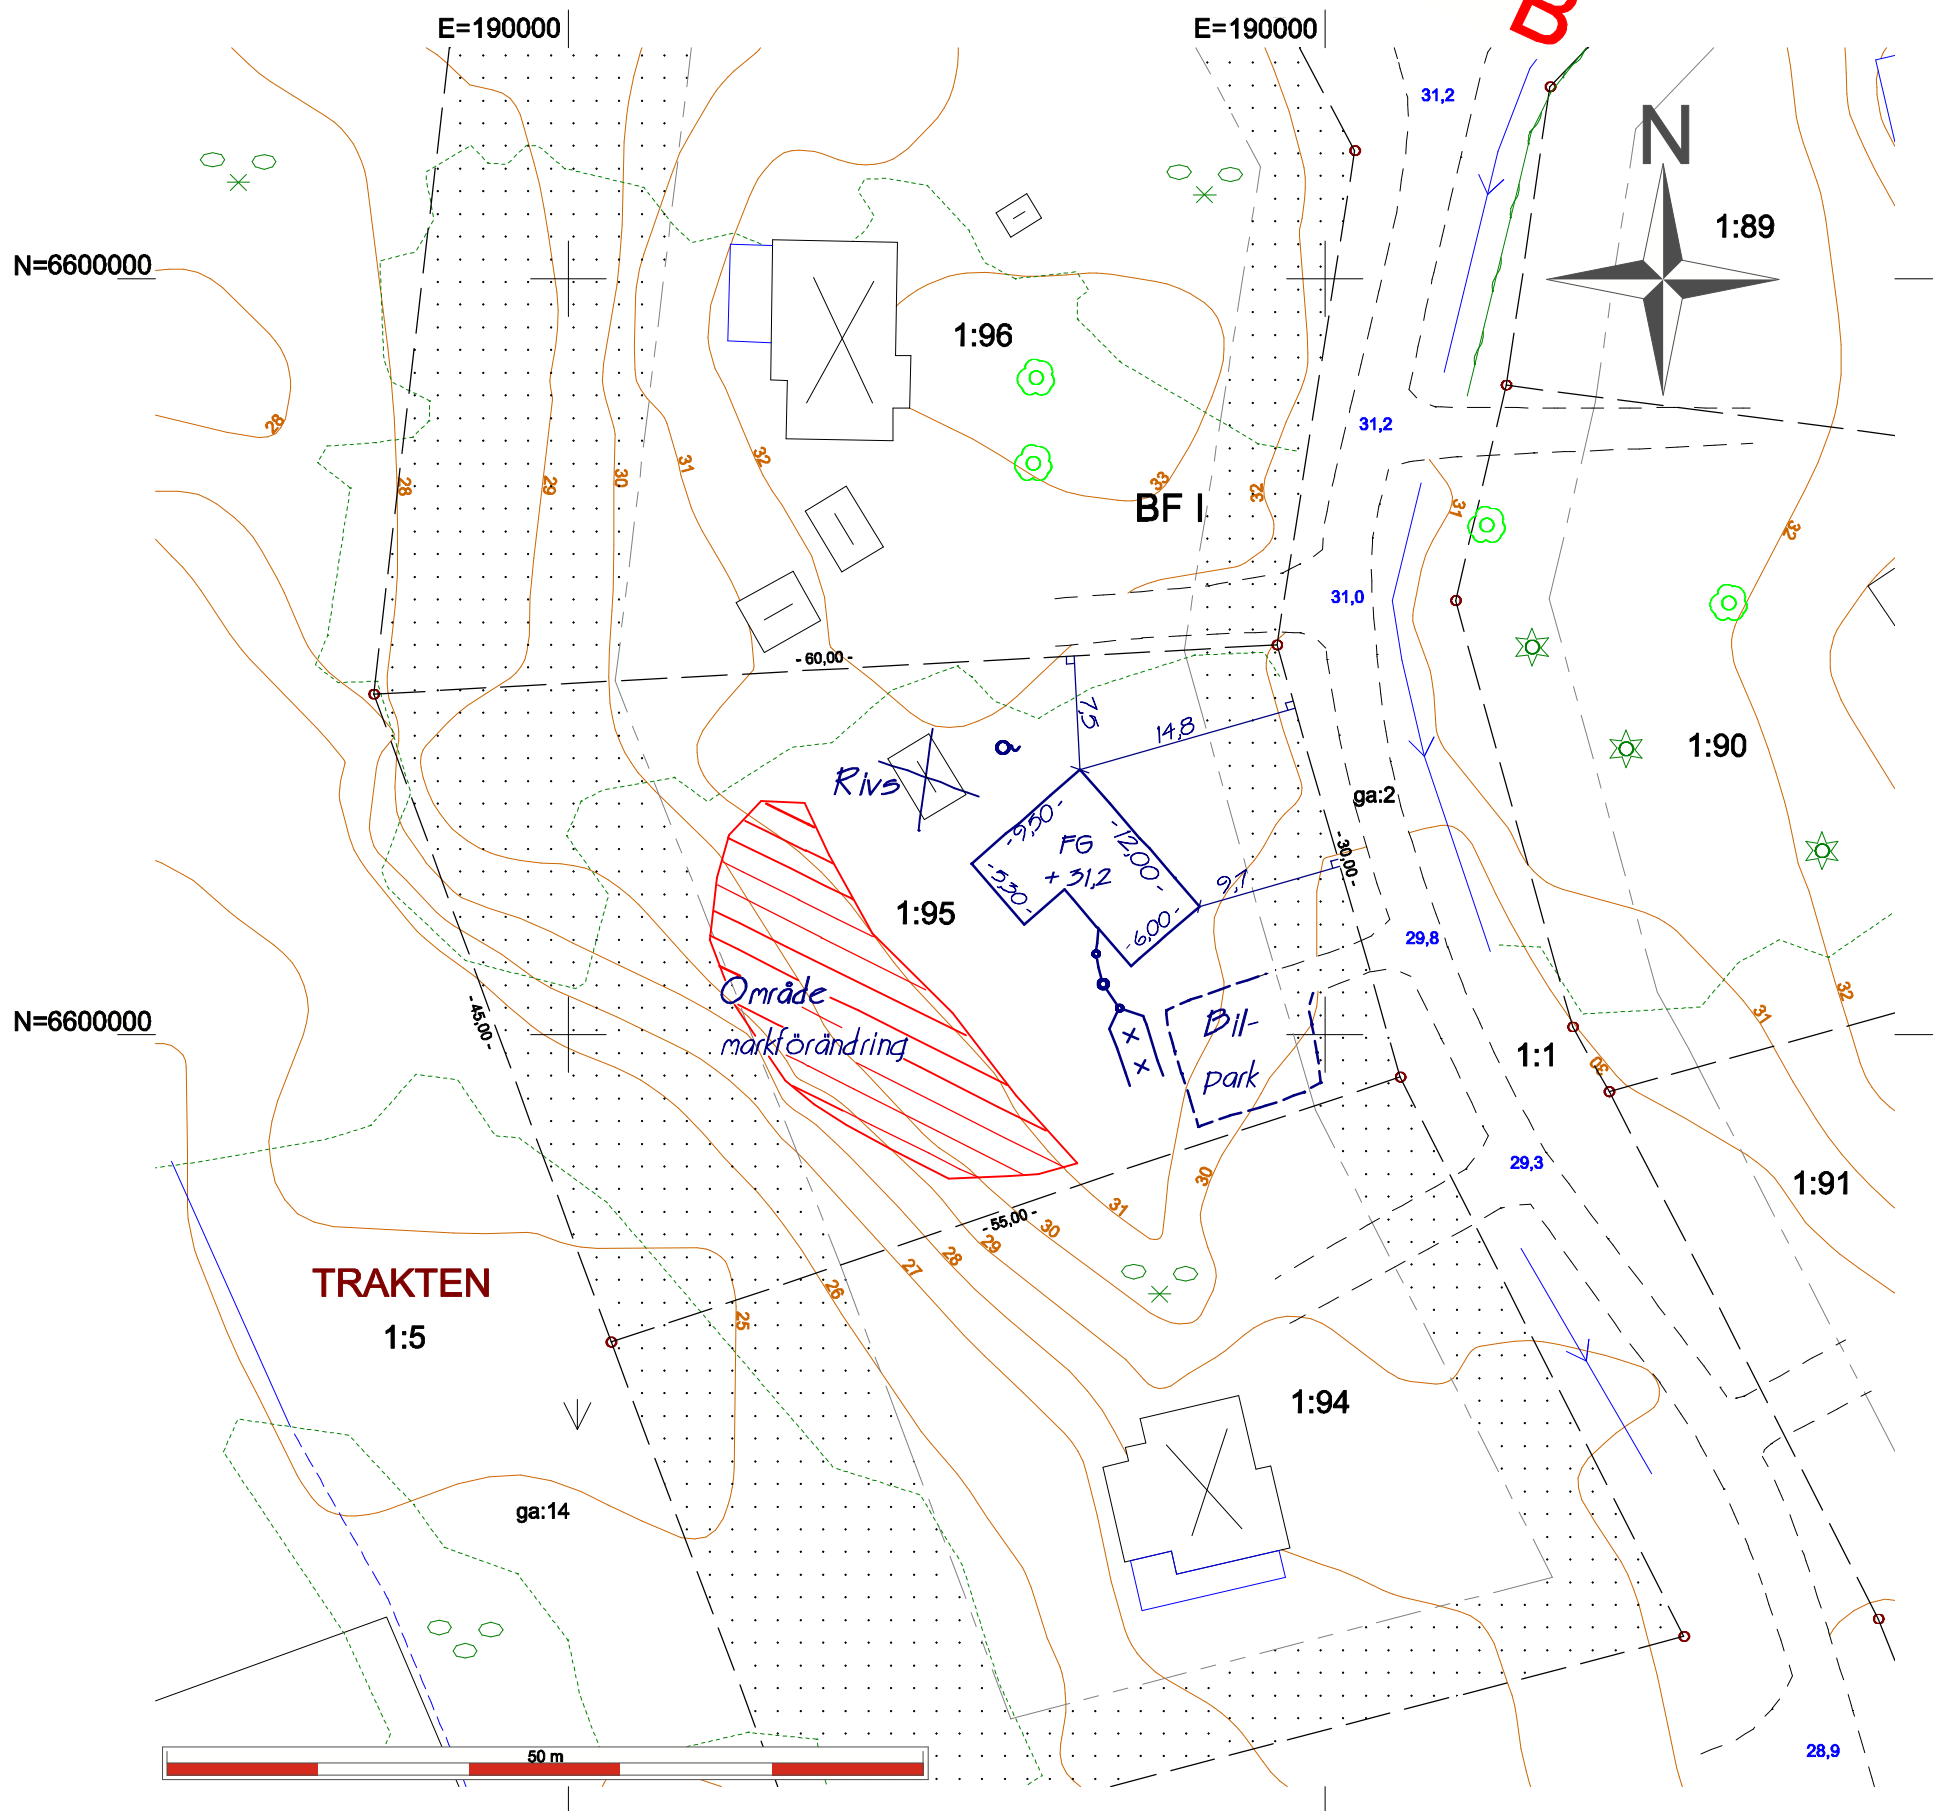 B
E=190000
E=190000
31,2
N
1:89
N=6600000
1:96
31,2
28
28
29
30
31
32
33
32
31
32
BF I
31,0
- 60,00 -
7,5
14,8
Rivs
1:90
ga:2
- 9,50 -
- 12,00 -
FG
+ 31,2
- 5,30 -
- 6,00 -
9,7
- 30,00 -
1:95
29,8
Område
markförändring
- 45,00 -
N=6600000
Bil-
park
1:1
32
31
30
29,3
1:91
- 55,00 -
31
30
30
29
28
27
26
25
TRAKTEN
1:5
1:94
ga:14
50 m
28,9